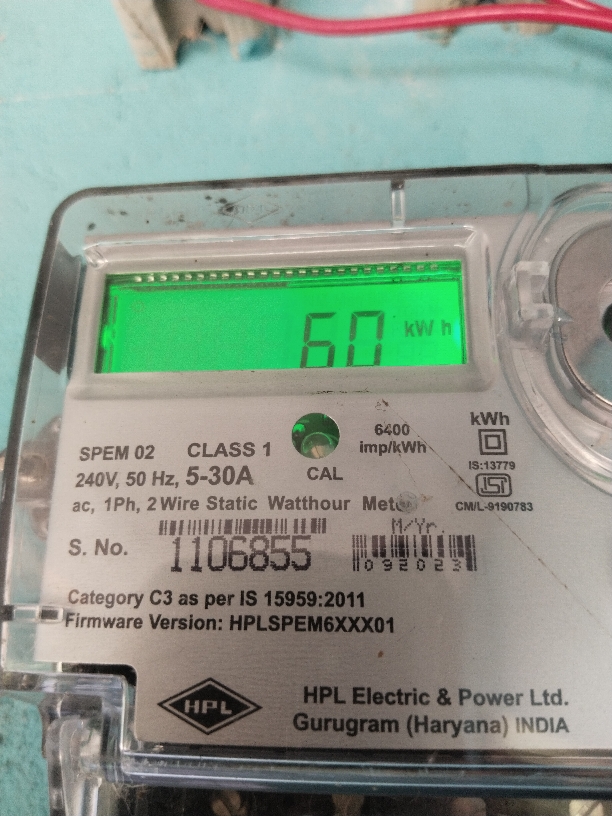 60 kWh
6400
imp/kWh
kWh
IS:13779
ISI
CM/L-9190783
SPEM 02 CLASS 1
240V, 50 Hz, 5-30A
CAL
ac, 1Ph, 2 Wire Static Watthour Meter
M/Yr.
S. No. 1106855
092023
Category C3 as per IS 15959:2011
Firmware Version: HPLSPEM6XXX01
HPL
HPL Electric & Power Ltd.
Gurugram (Haryana) INDIA